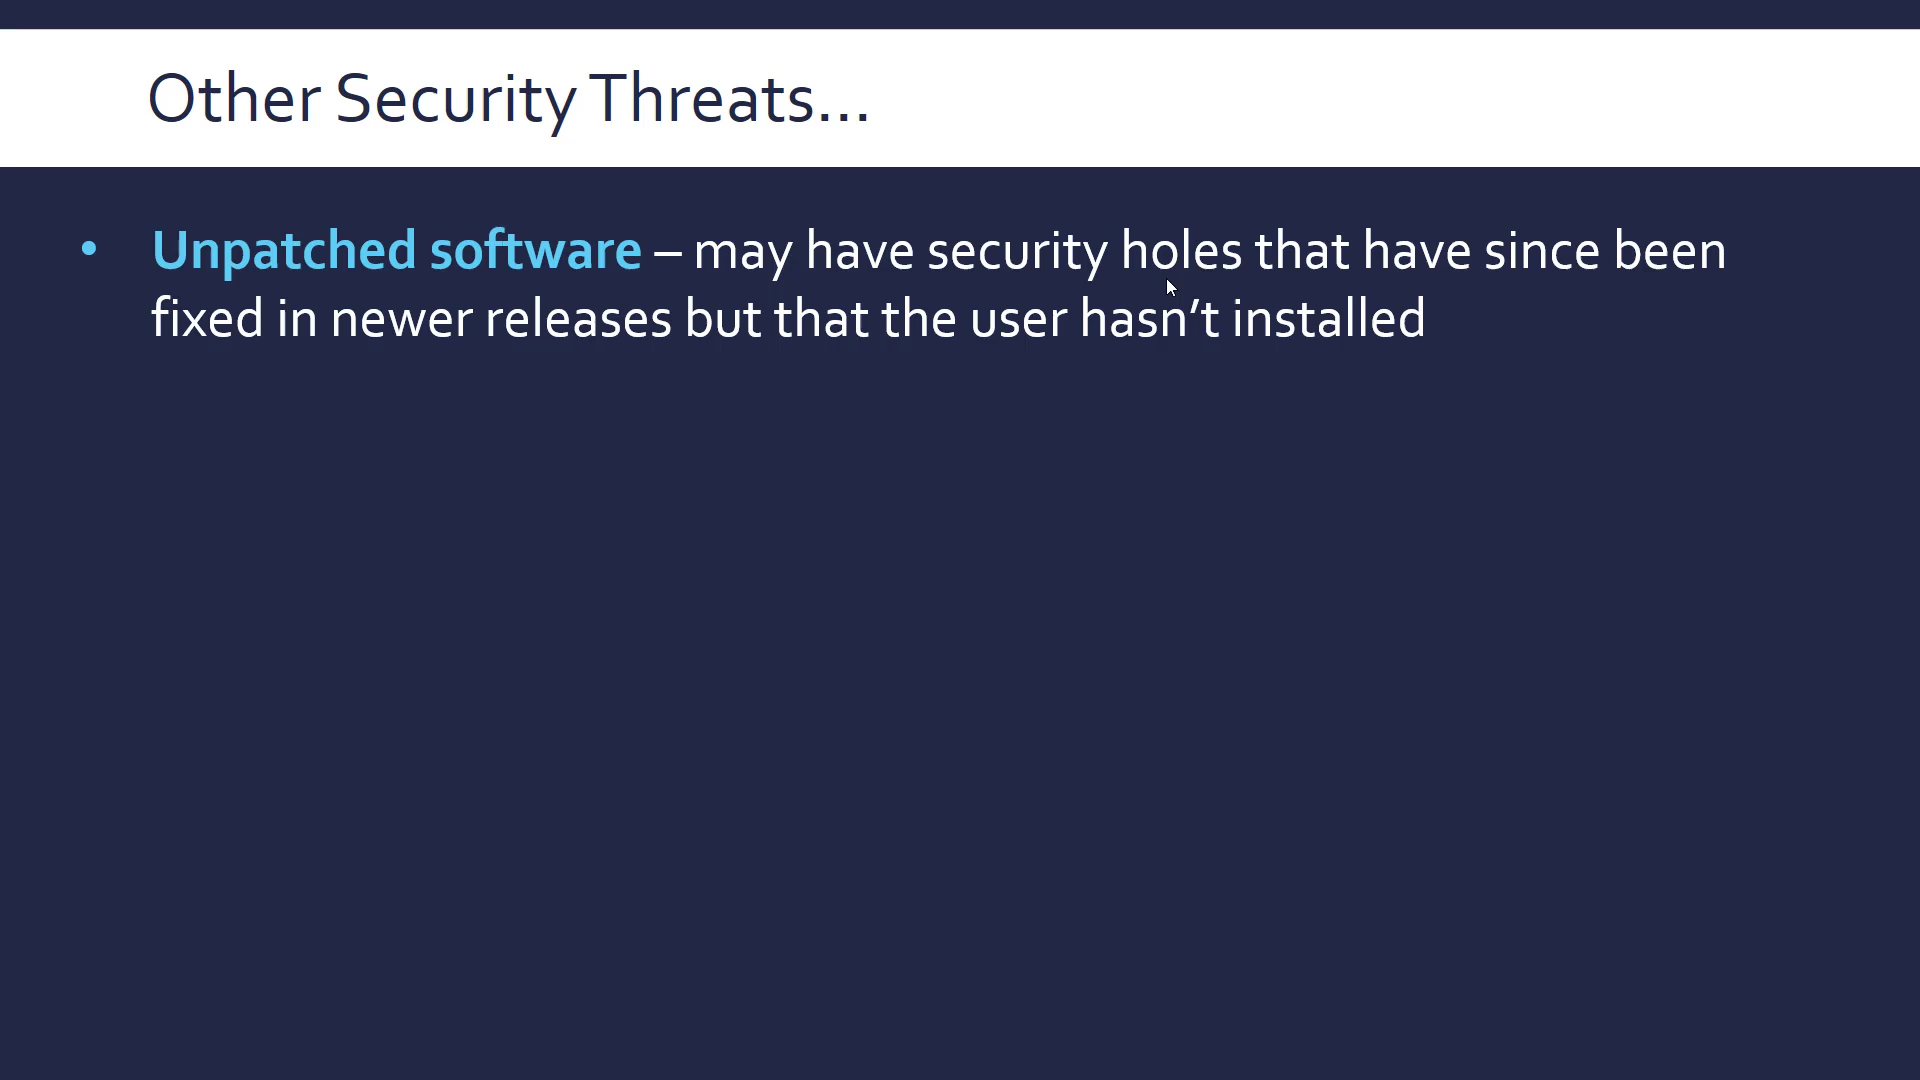 Other Security Threats...
• Unpatched software – may have security holes that have since been
fixed in newer releases but that the user hasn’t installed